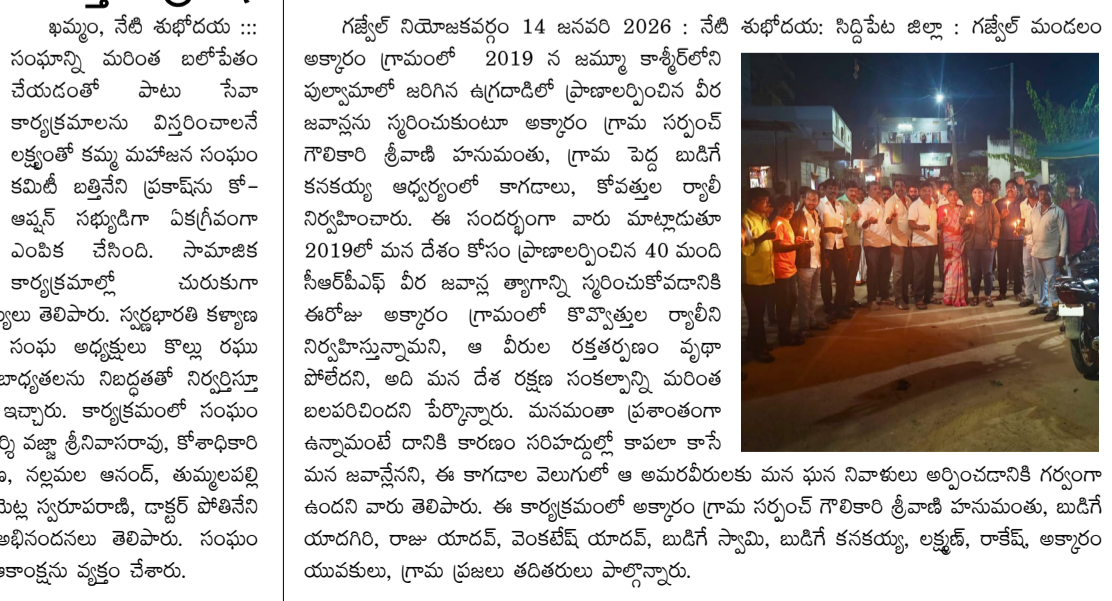 ఖమ్మం, నేటి శుభోదయ :::
సంఘాన్ని మరింత బలోపేతం
చేయడంతో పాటు సేవా
కార్యక్రమాలను విస్తరించాలనే
లక్ష్యంతో కమ్మ మహాజన సంఘం
కమిటీ బత్తినేని ప్రకాష్‌ను కో-
ఆప్షన్ సభ్యుడిగా ఏకగ్రీవంగా
ఎంపిక చేసింది. సామాజిక
కార్యక్రమాల్లో చురుకుగా
తెలిపారు. స్వర్ణభారతి కళ్యాణ
సంఘ అధ్యక్షులు కొల్లు రఘు
బాధ్యతలను నిబద్ధతతో నిర్వర్తిస్తూ
ఇచ్చారు. కార్యక్రమంలో సంఘం
వజ్జా శ్రీనివాసరావు, కోశాధికారి
నల్లమల ఆనంద్, తుమ్మలపల్లి
స్వరూపరాణి, డాక్టర్ పోతినేని
అభినందనలు తెలిపారు. సంఘం
ఆకాంక్షను వ్యక్తం చేశారు.
గజ్వేల్ నియోజకవర్గం 14 జనవరి 2026 : నేటి శుభోదయ: సిద్దిపేట జిల్లా : గజ్వేల్ మండలం
అక్కారం గ్రామంలో 2019 న జమ్మూ కాశ్మీర్‌లోని
పుల్వామాలో జరిగిన ఉగ్రదాడిలో ప్రాణాలర్పించిన వీర
జవాన్లను స్మరించుకుంటూ అక్కారం గ్రామ సర్పంచ్
గౌలికారి శ్రీవాణి హనుమంతు, గ్రామ పెద్ద బుడిగే
కనకయ్య ఆధ్వర్యంలో కాగడాలు, కోవత్తుల ర్యాలీ
నిర్వహించారు. ఈ సందర్భంగా వారు మాట్లాడుతూ
2019లో మన దేశం కోసం ప్రాణాలర్పించిన 40 మంది
సీఆర్‌పీఎఫ్ వీర జవాన్ల త్యాగాన్ని స్మరించుకోవడానికి
ఈరోజు అక్కారం గ్రామంలో కొవ్వొత్తుల ర్యాలీని
నిర్వహిస్తున్నామని, ఆ వీరుల రక్తతర్పణం వృథా
పోలేదని, అది మన దేశ రక్షణ సంకల్పాన్ని మరింత
బలపరిచిందని పేర్కొన్నారు. మనమంతా ప్రశాంతంగా
ఉన్నామంటే దానికి కారణం సరిహద్దుల్లో కాపలా కాసే
మన జవాన్లేనని, ఈ కాగడాల వెలుగులో ఆ అమరవీరులకు మన ఘన నివాళులు అర్పించడానికి గర్వంగా
ఉందని వారు తెలిపారు. ఈ కార్యక్రమంలో అక్కారం గ్రామ సర్పంచ్ గౌలికారి శ్రీవాణి హనుమంతు, బుడిగే
యాదగిరి, రాజు యాదవ్, వెంకటేష్ యాదవ్, బుడిగే స్వామి, బుడిగే కనకయ్య, లక్ష్మణ్, రాకేష్, అక్కారం
యువకులు, గ్రామ ప్రజలు తదితరులు పాల్గొన్నారు.